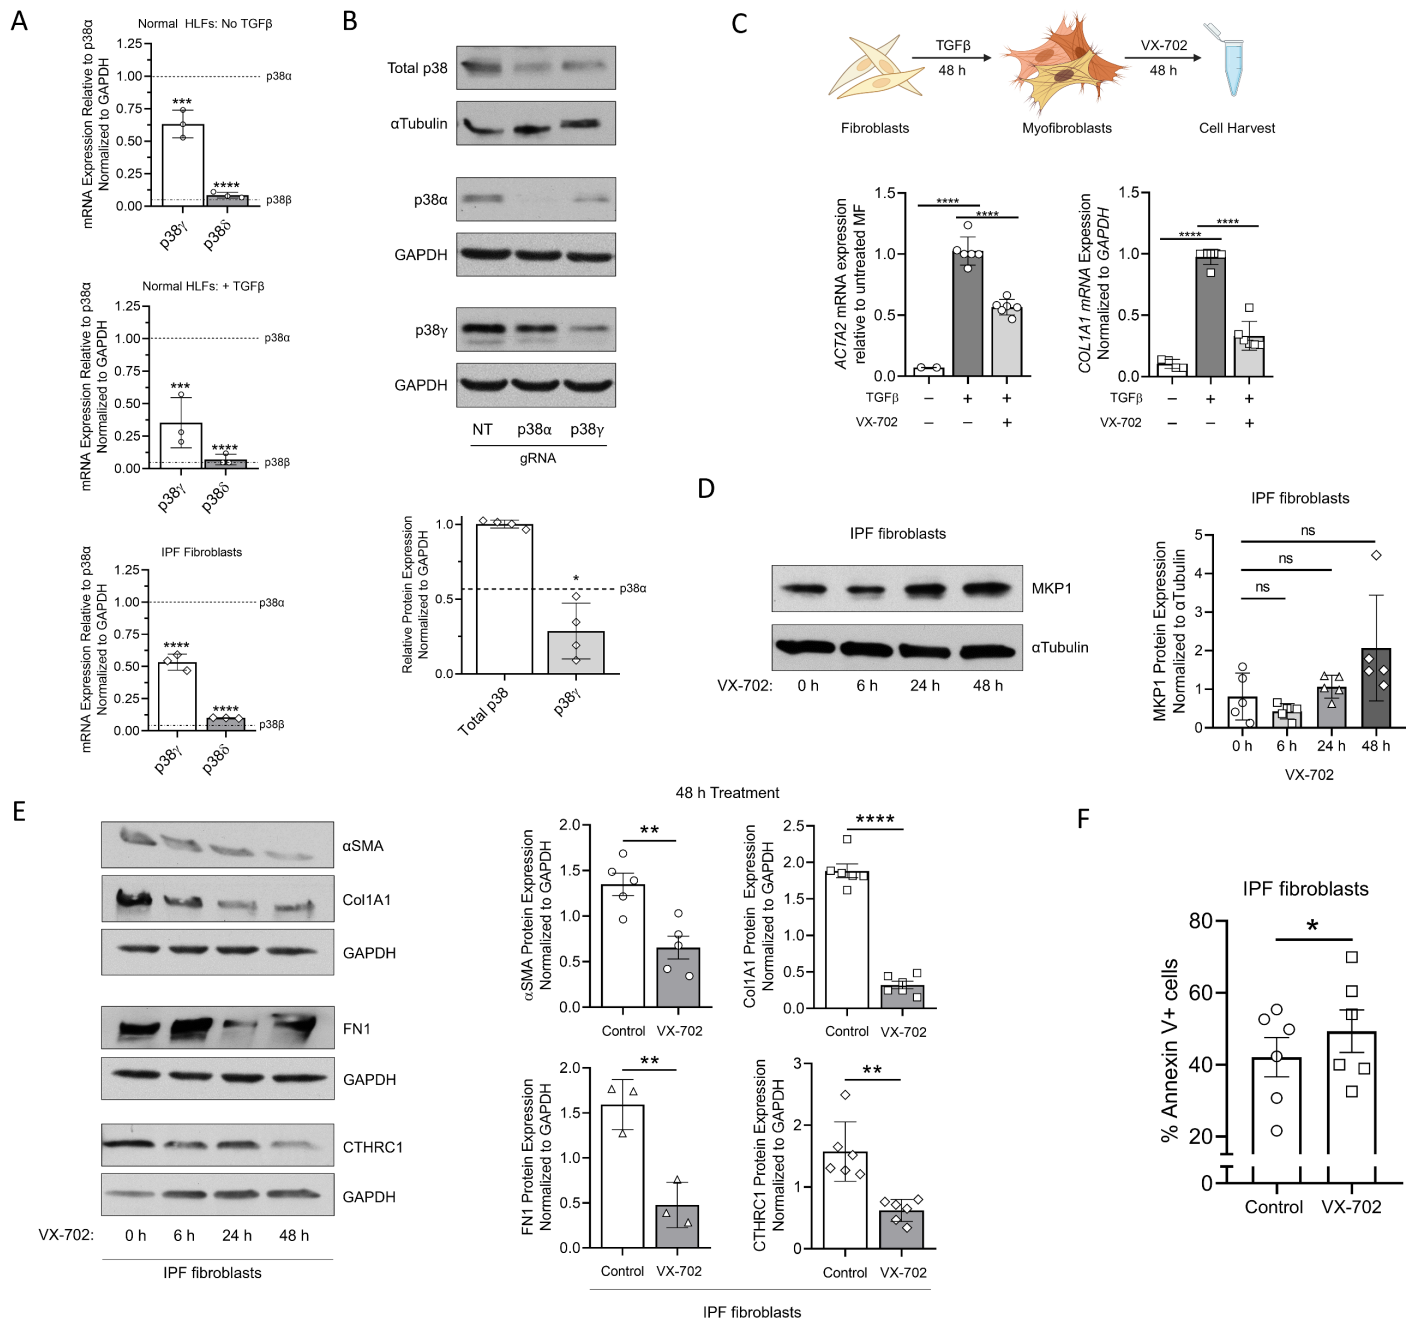 A
Normal HLFs: No TGFβ
mRNA Expression Relative to p38α
Normalized to GAPDH
1.25
1.00
0.75
0.50
0.25
0.00
p38α
p38β
***
****
p38γ
p38δ
Normal HLFs: + TGFβ
mRNA Expression Relative to p38α
Normalized to GAPDH
1.25
1.00
0.75
0.50
0.25
0.00
p38α
p38β
***
****
p38γ
p38δ
IPF Fibroblasts
mRNA Expression Relative to p38α
Normalized to GAPDH
1.25
1.00
0.75
0.50
0.25
0.00
p38α
p38β
****
****
p38γ
p38δ
B
Total p38
αTubulin
p38α
GAPDH
p38γ
GAPDH
NT p38α p38γ
gRNA
Relative Protein Expression
Normalized to GAPDH
1.0
0.5
0.0
*
p38α
Total p38
p38γ
C
TGFβ
48 h
VX-702
48 h
Fibroblasts
Myofibroblasts
Cell Harvest
ACTA2 mRNA expression
relative to untreated MF
1.5
1.0
0.5
0.0
****
****
TGFβ − + +
VX-702 − − +
COL1A1 mRNA Expession
Normalized to GAPDH
1.5
1.0
0.5
0.0
****
****
TGFβ − + +
VX-702 − − +
D
IPF fibroblasts
MKP1
αTubulin
VX-702: 0 h 6 h 24 h 48 h
IPF fibroblasts
MKP1 Protein Expression
Normalized to αTubulin
5
4
3
2
1
0
ns
ns
ns
0 h 6 h 24 h 48 h
VX-702
E
αSMA
Col1A1
GAPDH
FN1
GAPDH
CTHRC1
GAPDH
VX-702: 0 h 6 h 24 h 48 h
IPF fibroblasts
48 h Treatment
αSMA Protein Expression
Normalized to GAPDH
2.0
1.5
1.0
0.5
0.0
**
Control VX-702
Col1A1 Protein Expression
Normalized to GAPDH
2.5
2.0
1.5
1.0
0.5
0.0
****
Control VX-702
FN1 Protein Expression
Normalized to GAPDH
2.0
1.5
1.0
0.5
0.0
**
Control VX-702
CTHRC1 Protein Expression
Normalized to GAPDH
3
2
1
0
**
Control VX-702
IPF fibroblasts
F
IPF fibroblasts
% Annexin V+ cells
80
60
40
20
0
*
Control VX-702